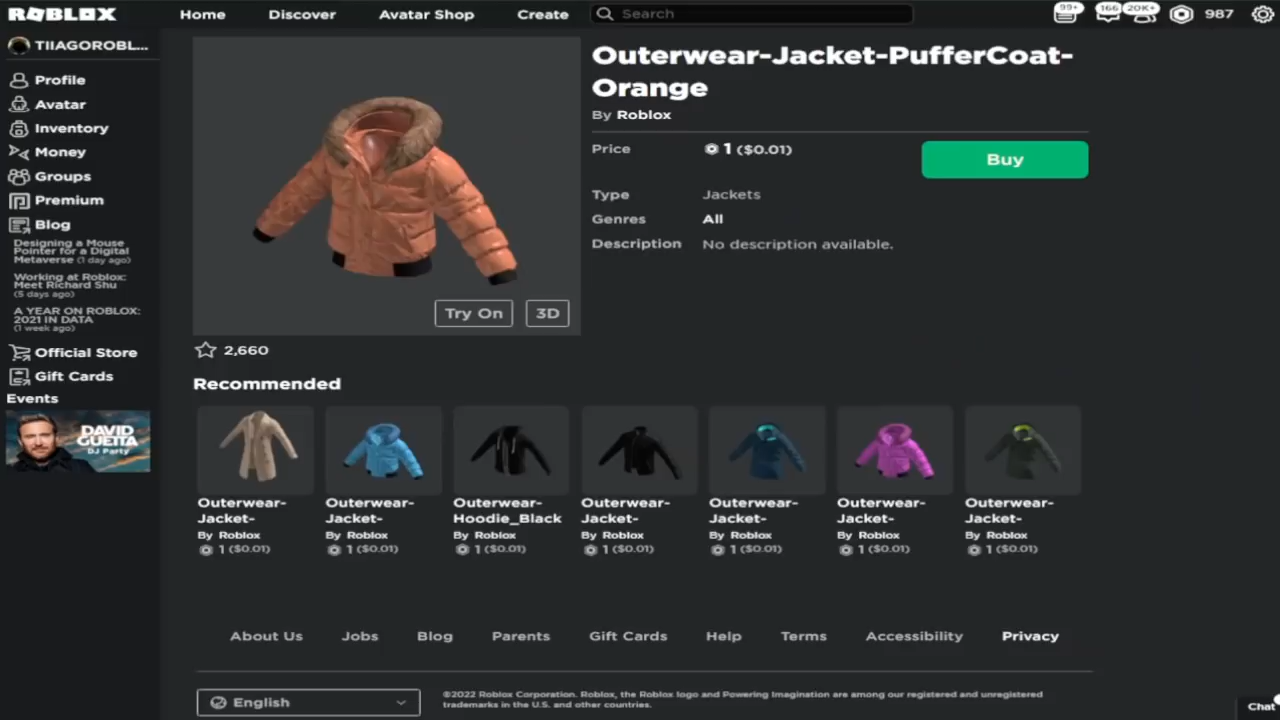 ROBLOX
Home
Discover
Avatar Shop
Create
Search
99+
166
20K+
987
TIIAGOROBL...
Profile
Avatar
Inventory
Money
Groups
Premium
Blog
Designing a Mouse
Pointer for a Digital
Metaverse (1 day ago)
Working at Roblox:
Meet Richard Shu
(5 days ago)
A YEAR ON ROBLOX:
2021 IN DATA
(1 week ago)
Official Store
Gift Cards
Events
DAVID
GUETTA
DJ Party
Outerwear-Jacket-PufferCoat-
Orange
By Roblox
Price 1 ($0.01)
Buy
Type Jackets
Genres All
Description No description available.
Try On
3D
2,660
Recommended
Outerwear-
Jacket-
By Roblox
1 ($0.01)
Outerwear-
Jacket-
By Roblox
1 ($0.01)
Outerwear-
Hoodie_Black
By Roblox
1 ($0.01)
Outerwear-
Jacket-
By Roblox
1 ($0.01)
Outerwear-
Jacket-
By Roblox
1 ($0.01)
Outerwear-
Jacket-
By Roblox
1 ($0.01)
Outerwear-
Jacket-
By Roblox
1 ($0.01)
About Us
Jobs
Blog
Parents
Gift Cards
Help
Terms
Accessibility
Privacy
English
©2022 Roblox Corporation. Roblox, the Roblox logo and Powering Imagination are among our registered and unregistered
trademarks in the U.S. and other countries.
Chat